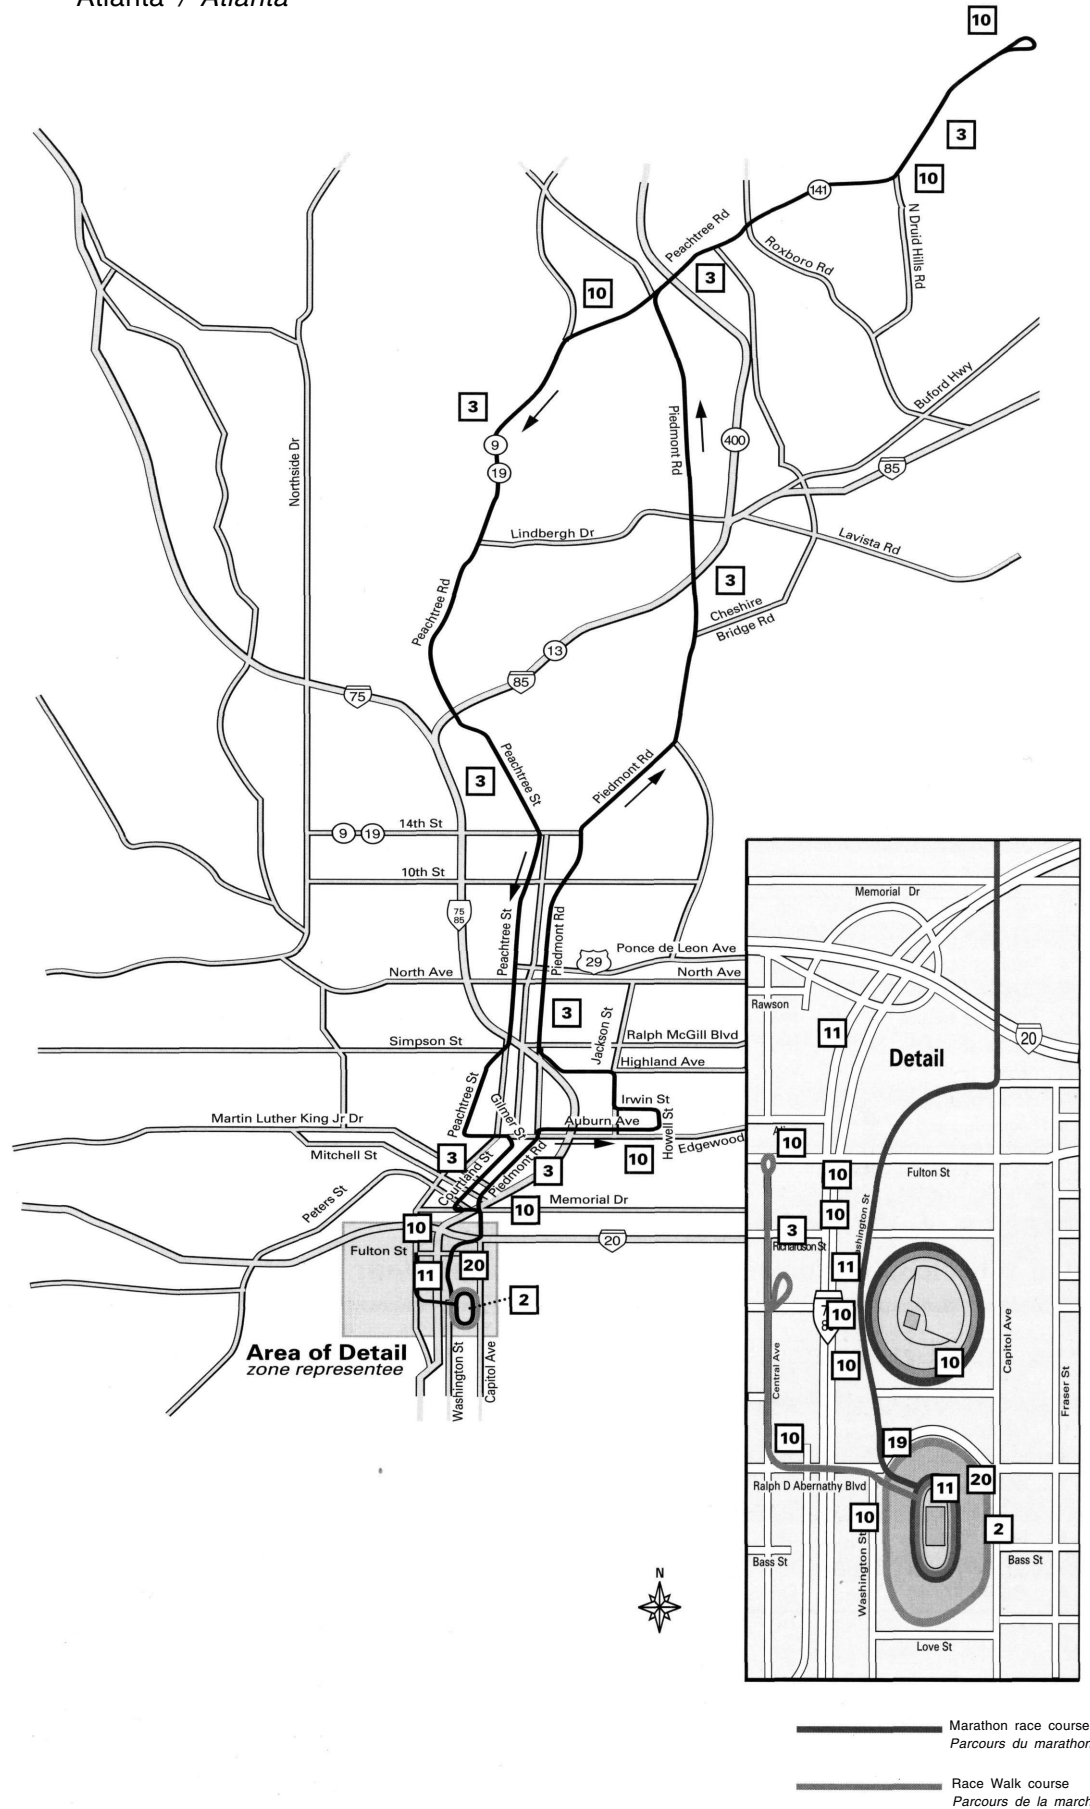 Atlanta / Atlanta
10
3
10
141
N Druid Hills Rd
Peachtree Rd
Roxboro Rd
3
10
Buford Hwy
3
9
19
Piedmont Rd
400
85
Northside Dr
Lindbergh Dr
Lavista Rd
3
Cheshire
Bridge Rd
Peachtree Rd
13
85
75
Peachtree St
3
Piedmont Rd
9
19
14th St
10th St
75
85
Peachtree St
Piedmont Rd
Ponce de Leon Ave
29
North Ave
North Ave
3
Jackson St
Simpson St
Ralph McGill Blvd
Highland Ave
Peachtree St
Gilmer St
Irwin St
Martin Luther King Jr Dr
Auburn Ave
Howell St
Edgewood
Mitchell St
3
Courtland St
Piedmont Rd
3
10
Peters St
10
Memorial Dr
10
Fulton St
20
11
20
2
Area of Detail
zone representee
Washington St
Capitol Ave
N
Memorial Dr
Rawson
11
Detail
20
10
10
Fulton St
10
3
Richardson St
11
10
10
10
Central Ave
Capitol Ave
Fraser St
10
19
20
Ralph D Abernathy Blvd
11
10
2
Washington St
Bass St
Bass St
Love St
Marathon race course
Parcours du marathon
Race Walk course
Parcours de la march